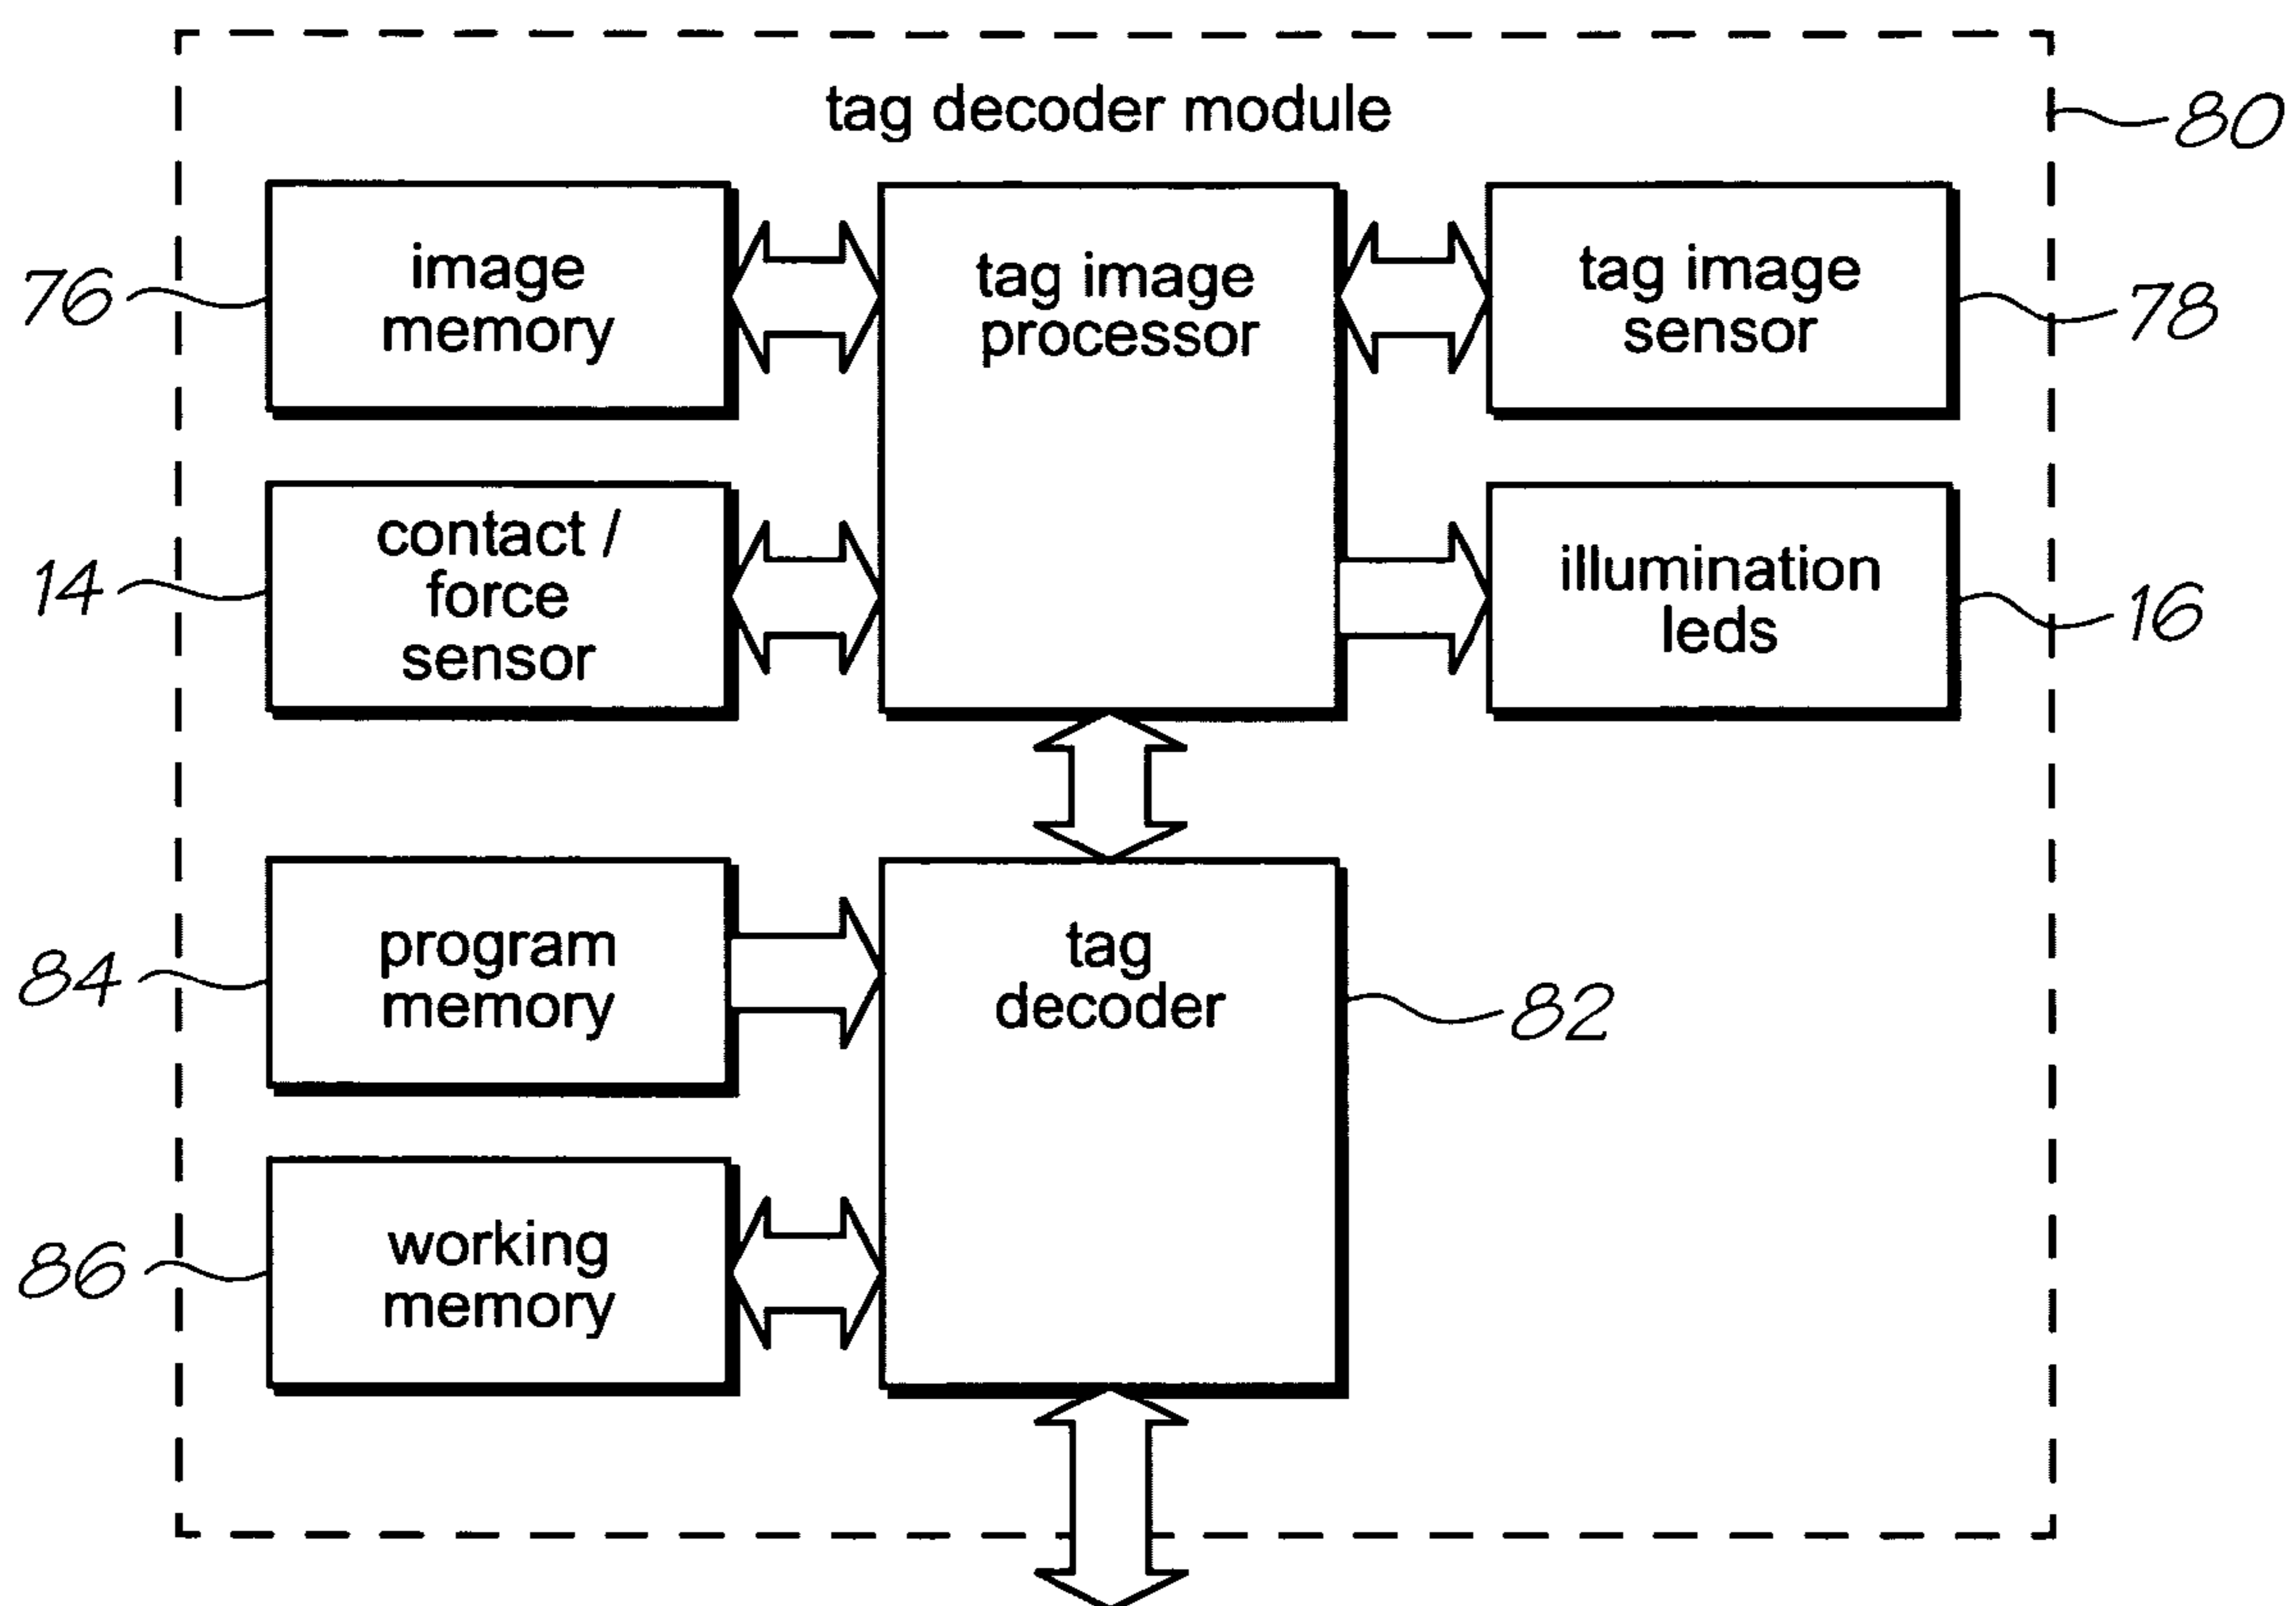 tag decoder module
80
76
image
memory
tag image
processor
tag image
sensor
78
14
contact /
force
sensor
illumination
leds
16
84
program
memory
tag
decoder
82
86
working
memory